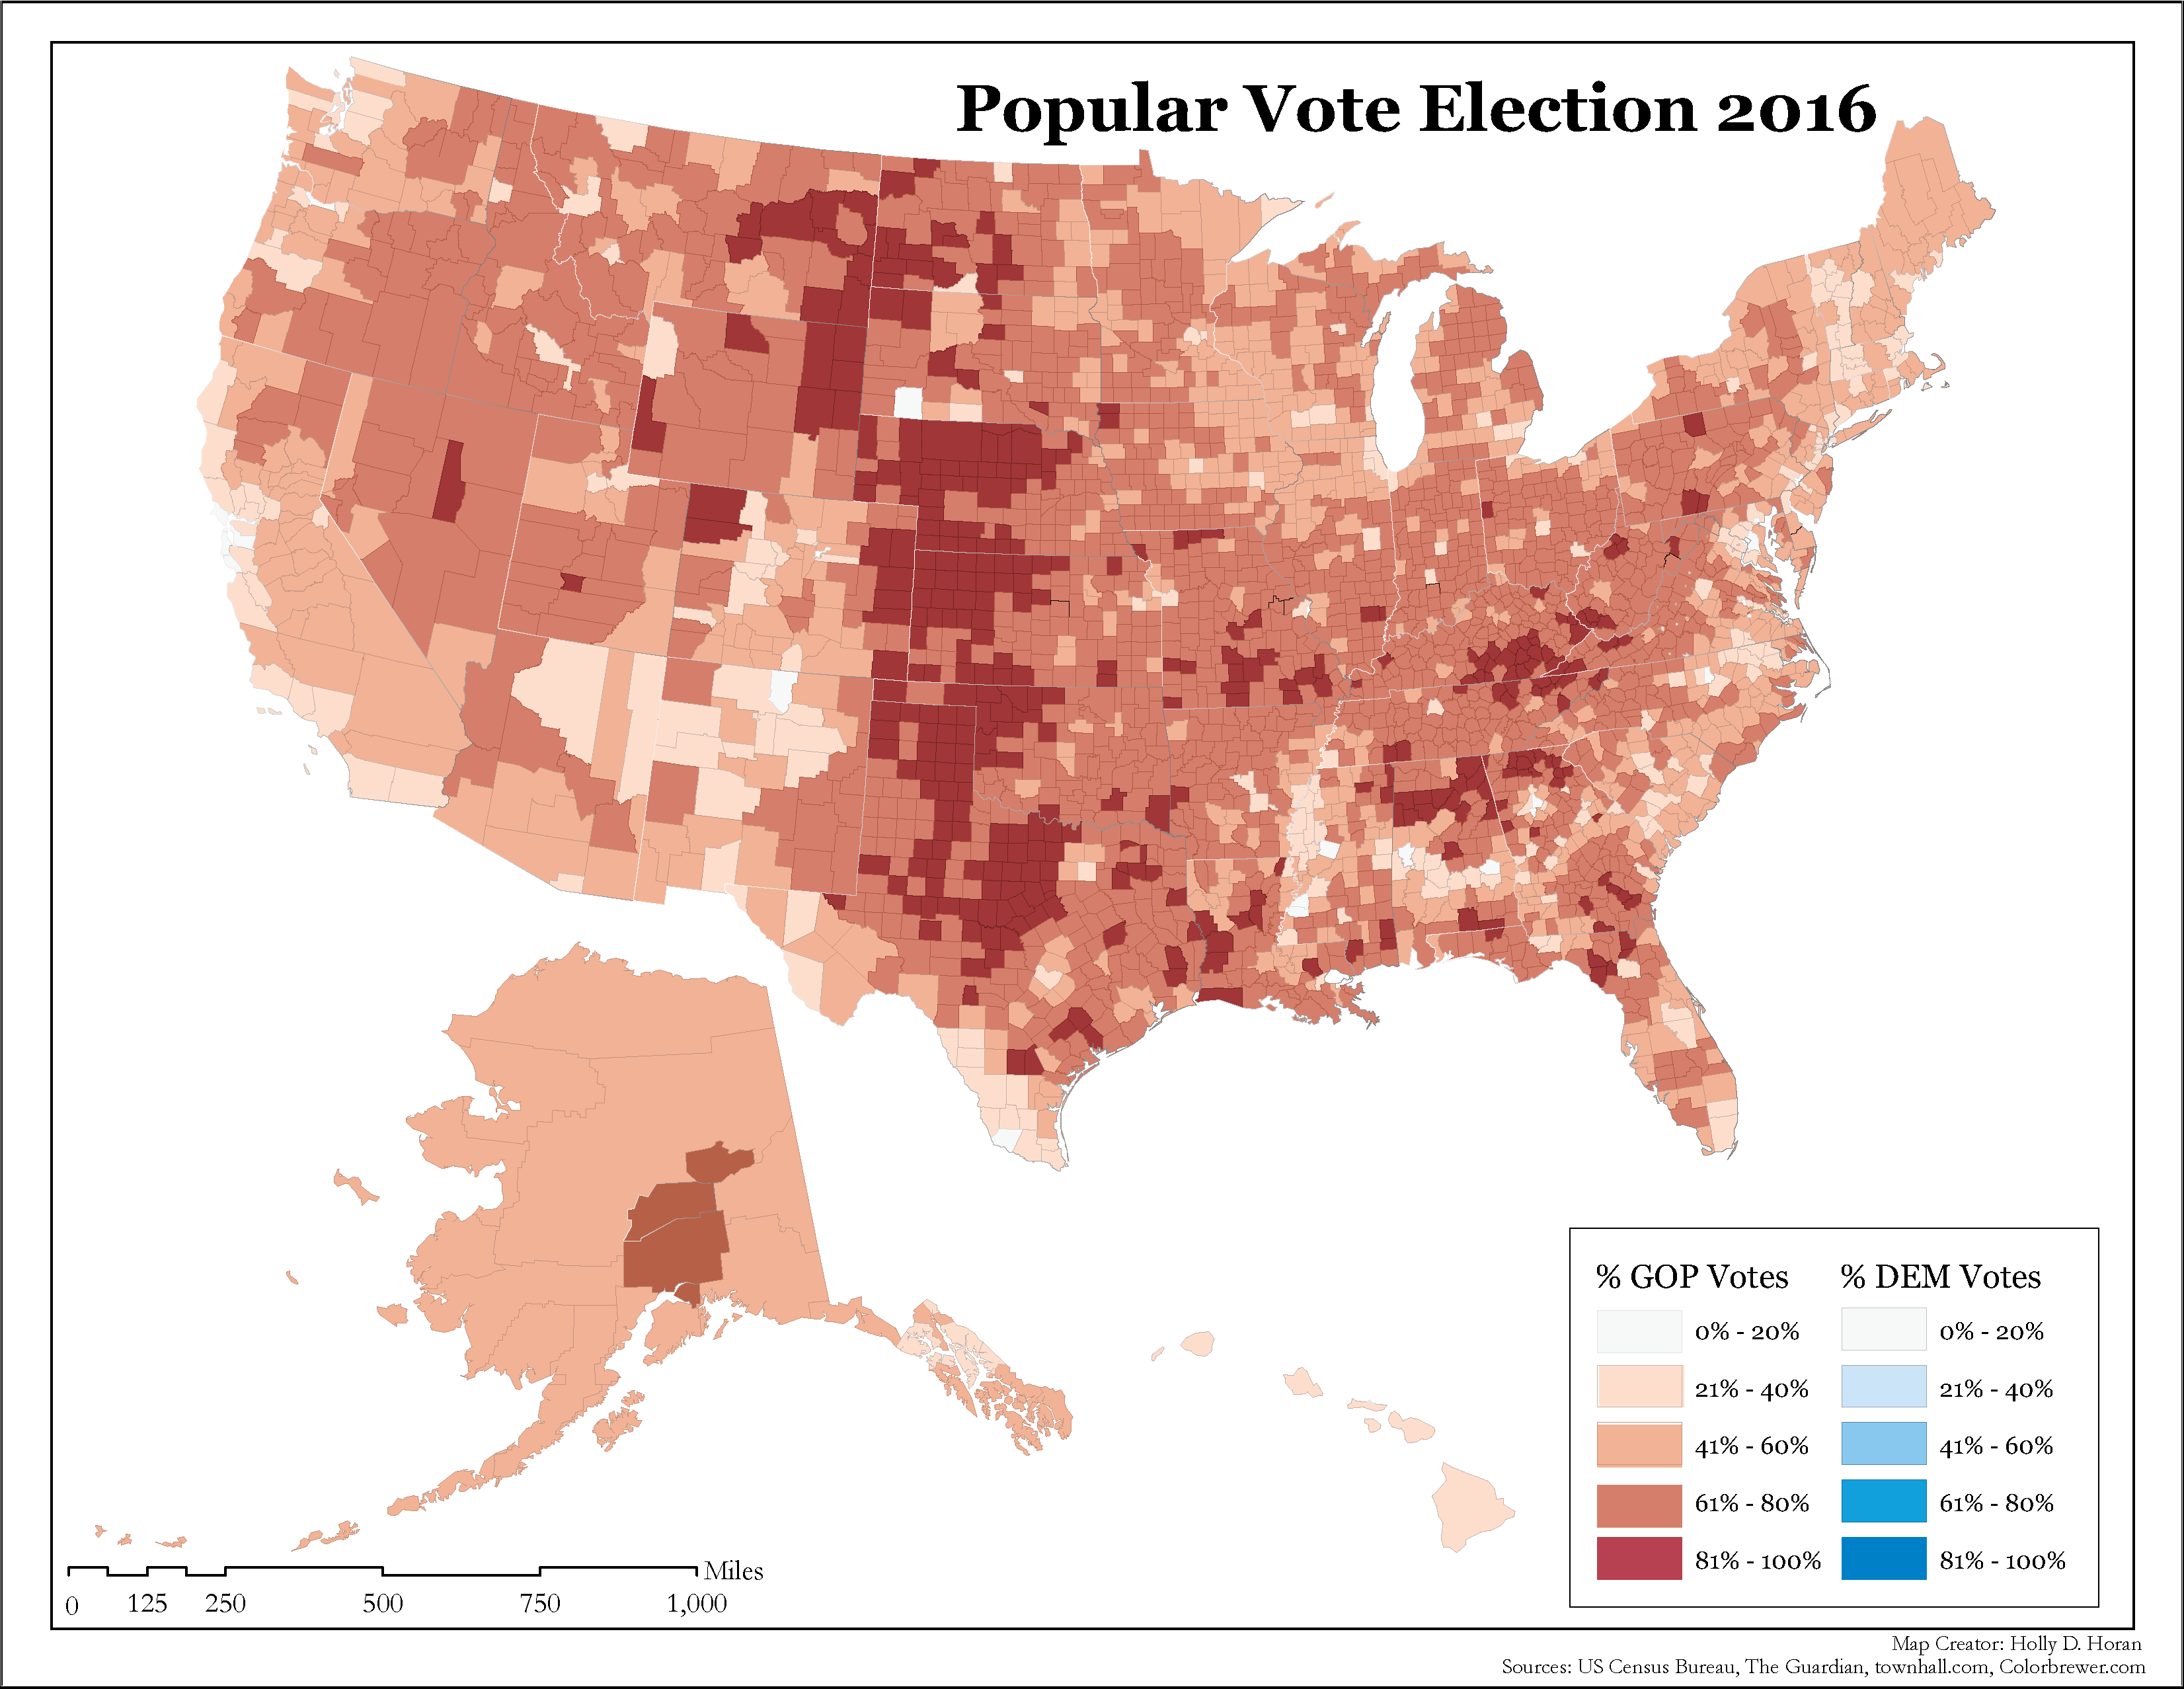 Popular Vote Election 2016
% GOP Votes % DEM Votes
0% - 20% 0% - 20%
21% - 40% 21% - 40%
41% - 60% 41% - 60%
61% - 80% 61% - 80%
81% - 100% 81% - 100%
Miles
0 125 250 500 750 1,000
Map Creator: Holly D. Horan
Sources: US Census Bureau, The Guardian, townhall.com, Colorbrewer.com